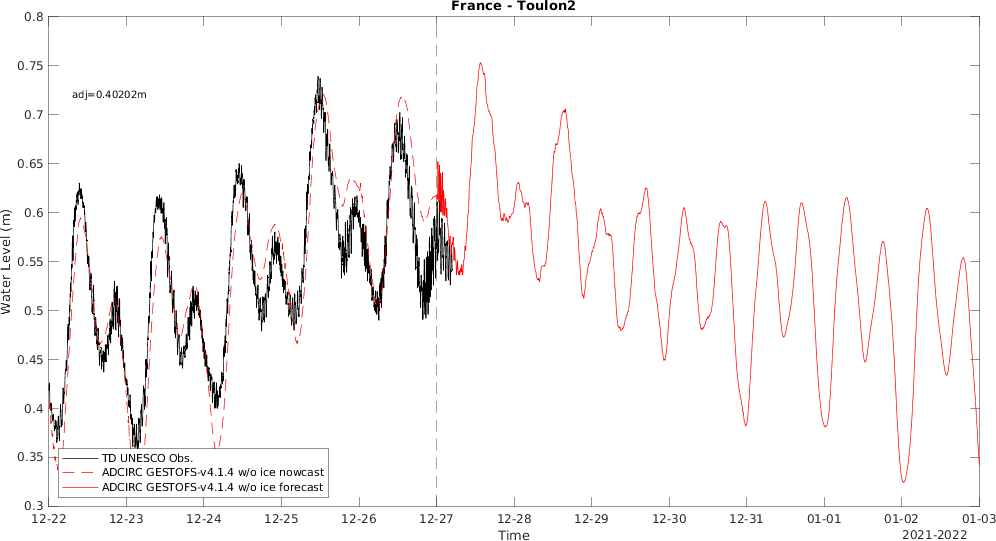 France - Toulon2
0.8
0.75
0.7
0.65
0.6
0.55
0.5
0.45
0.4
0.35
0.3
Water Level (m)
adj=0.40202m
TD UNESCO Obs.
ADCIRC GESTOFS-v4.1.4 w/o ice nowcast
ADCIRC GESTOFS-v4.1.4 w/o ice forecast
12-22 12-23 12-24 12-25 12-26 12-27 12-28 12-29 12-30 12-31 01-01 01-02 01-03
Time
2021-2022